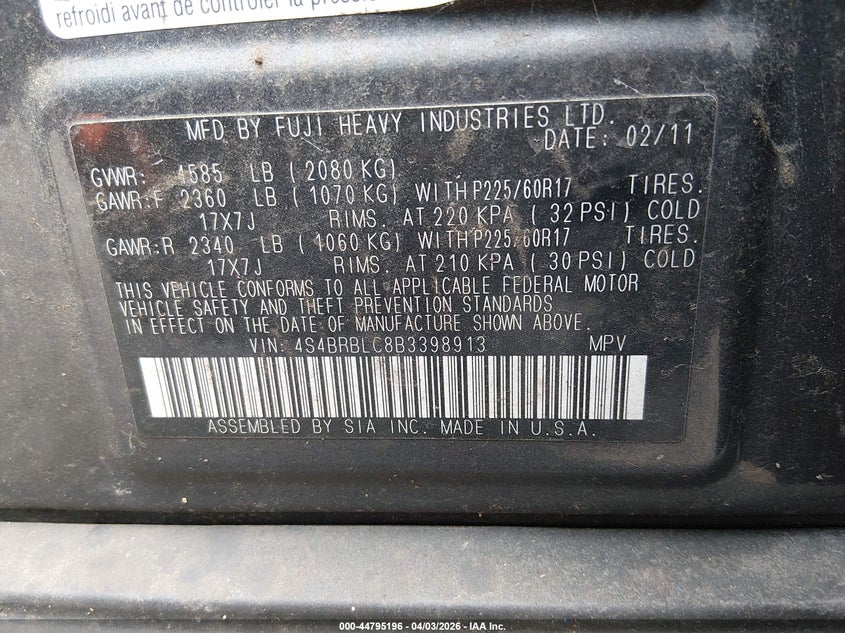 refroidi avant de contrôler la pression
MFD BY FUJI HEAVY INDUSTRIES LTD.
DATE: 02/11
GVWR: 4585 LB ( 2080 KG)
GAWR:F 2360 LB ( 1070 KG) WITH P225/60R17 TIRES.
17X7J RIMS. AT 220 KPA ( 32 PSI) COLD
GAWR:R 2340 LB ( 1060 KG) WITH P225/60R17 TIRES.
17X7J RIMS. AT 210 KPA ( 30 PSI) COLD
THIS VEHICLE CONFORMS TO ALL APPLICABLE FEDERAL MOTOR
VEHICLE SAFETY AND THEFT PREVENTION STANDARDS
IN EFFECT ON THE DATE OF MANUFACTURE SHOWN ABOVE.
VIN: 4S4BRBLC8B3398913 MPV
ASSEMBLED BY SIA INC. MADE IN U.S.A.
000-44795196 - 04/03/2026 - IAA Inc.